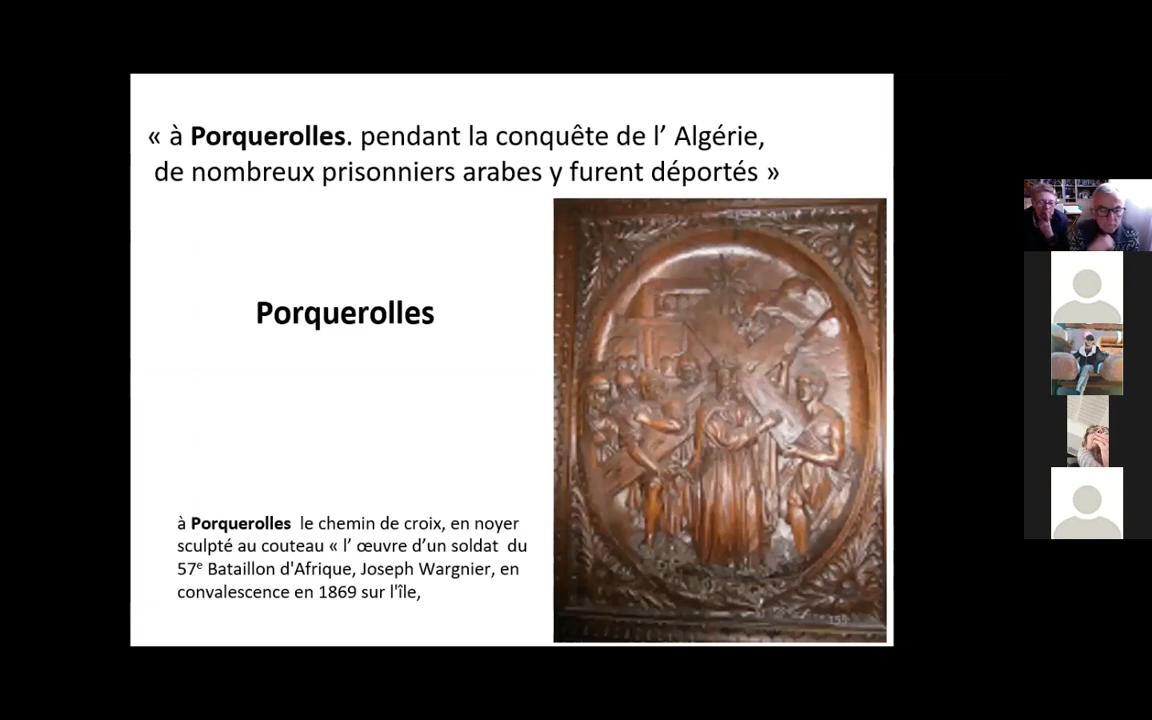 « à Porquerolles. pendant la conquête de l’ Algérie,
de nombreux prisonniers arabes y furent déportés »
Porquerolles
à Porquerolles le chemin de croix, en noyer
sculpté au couteau « l’ œuvre d’un soldat du
57e Bataillon d'Afrique, Joseph Wargnier, en
convalescence en 1869 sur l'île,